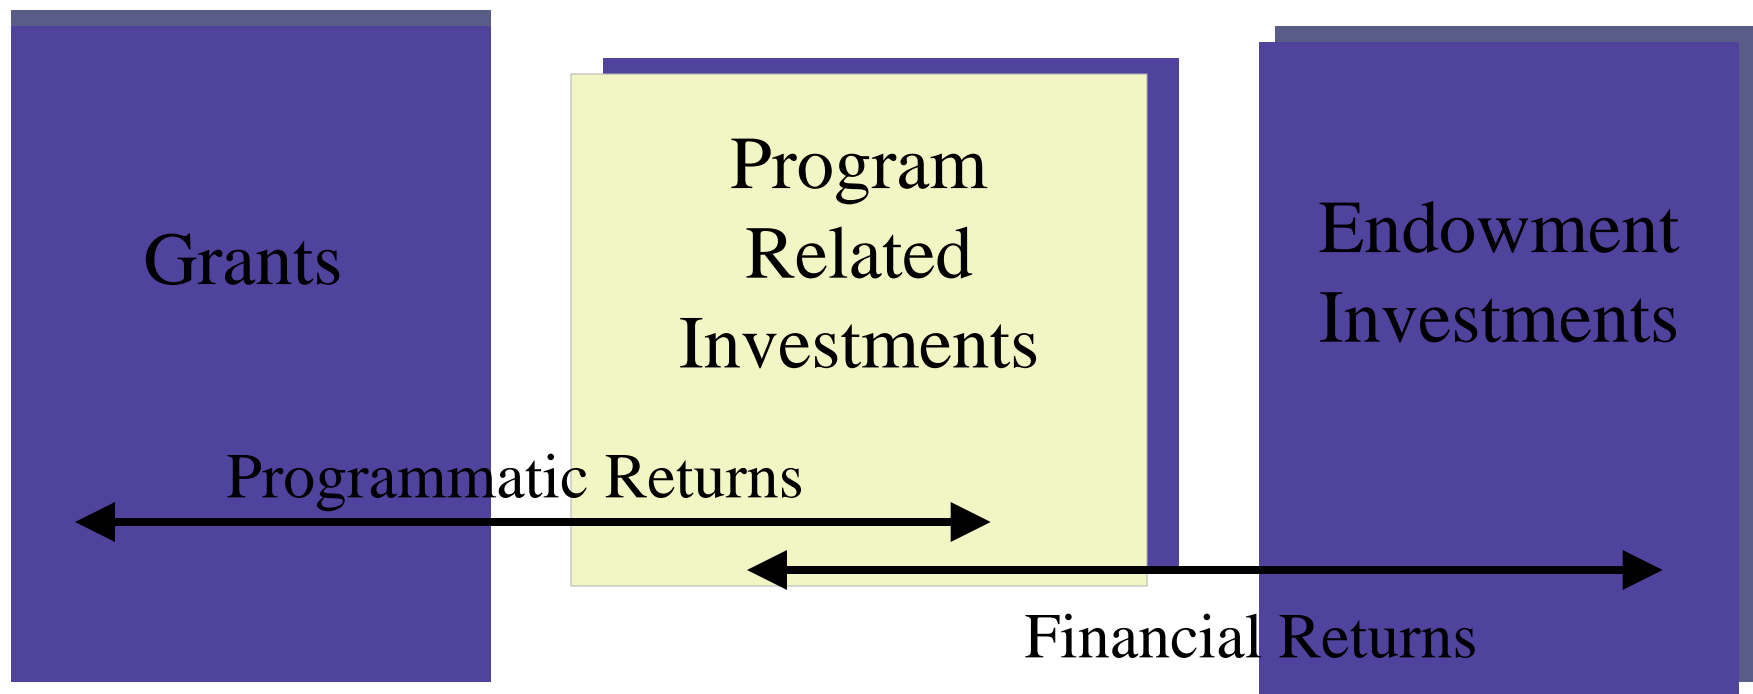 Grants
Program
Related
Investments
Endowment
Investments
Programmatic Returns
Financial Returns